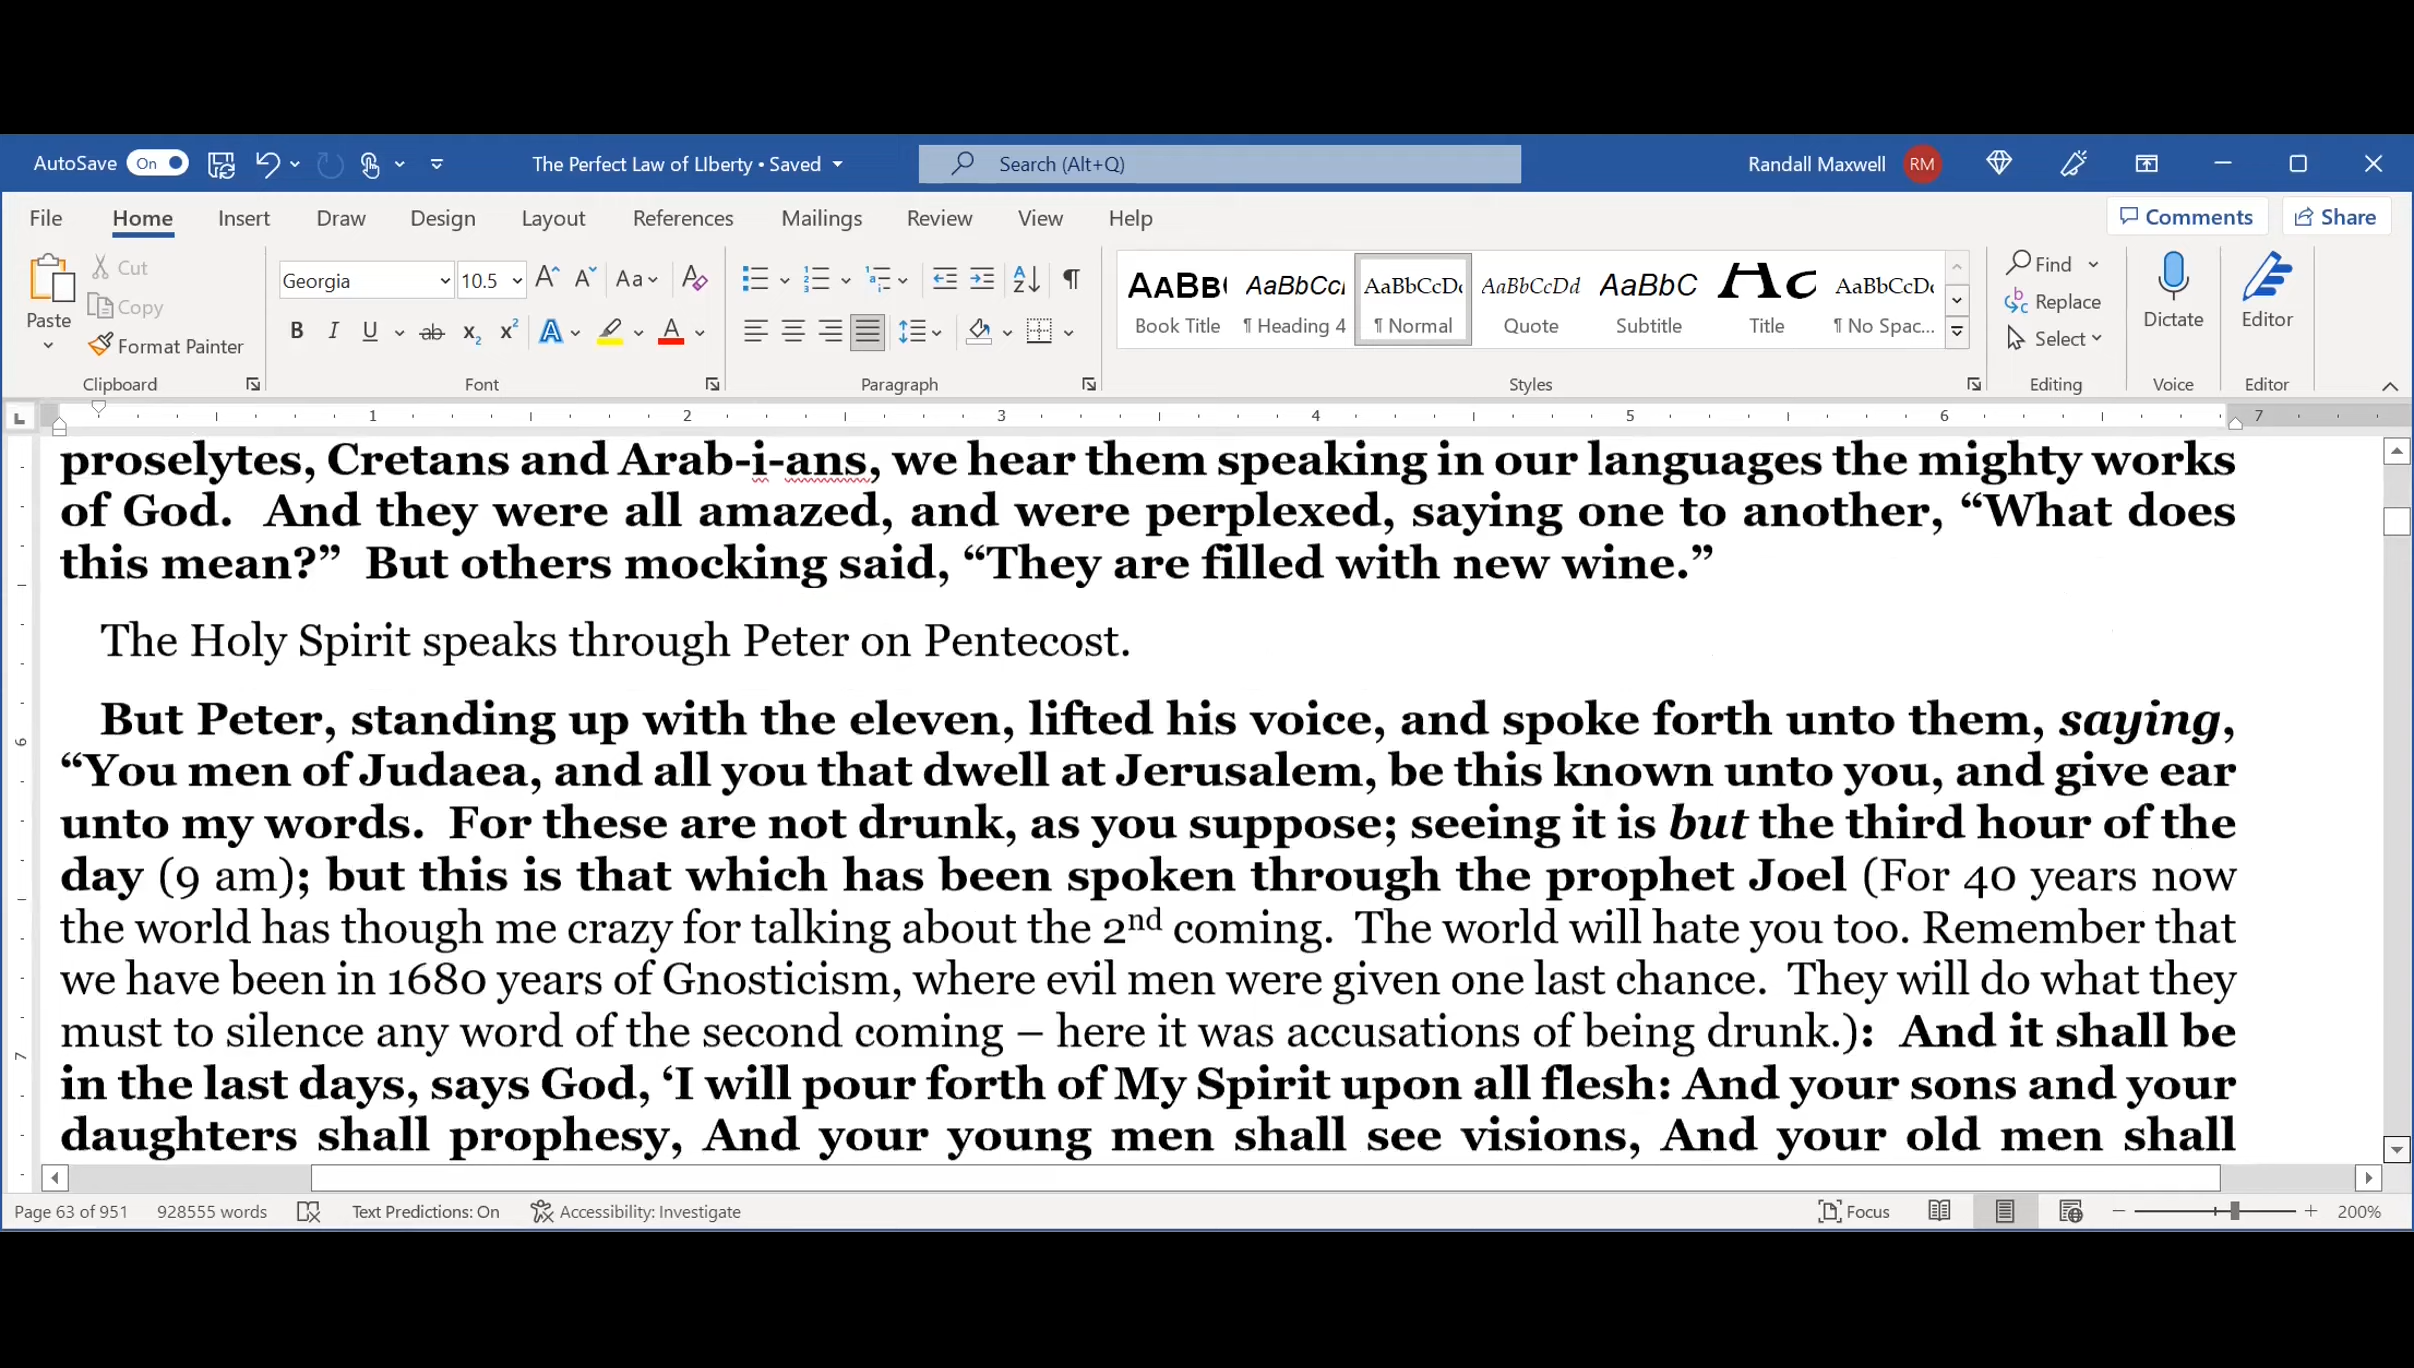 AutoSave On The Perfect Law of LIberty • Saved Search (Alt+Q) Randall Maxwell RM
File Home Insert Draw Design Layout References Mailings Review View Help Comments Share
Paste Cut Copy Format Painter Clipboard
Georgia 10.5 Aa Font
Paragraph
AaBb( Book Title AaBbCcI ¶ Heading 4 AaBbCcDc ¶ Normal AaBbCcDd Quote AaBbC Subtitle Title AaBbCcDc ¶ No Spac... Styles
Find Replace Select Editing
Dictate Voice
Editor Editor
1 2 3 4 5 6 7
proselytes, Cretans and Arab-i-ans, we hear them speaking in our languages the mighty works
of God.  And they were all amazed, and were perplexed, saying one to another, “What does
this mean?”  But others mocking said, “They are filled with new wine.”
The Holy Spirit speaks through Peter on Pentecost.
But Peter, standing up with the eleven, lifted his voice, and spoke forth unto them, saying,
“You men of Judaea, and all you that dwell at Jerusalem, be this known unto you, and give ear
unto my words.  For these are not drunk, as you suppose; seeing it is but the third hour of the
day (9 am); but this is that which has been spoken through the prophet Joel (For 40 years now
the world has though me crazy for talking about the 2nd coming.  The world will hate you too. Remember that
we have been in 1680 years of Gnosticism, where evil men were given one last chance.  They will do what they
must to silence any word of the second coming – here it was accusations of being drunk.):  And it shall be
in the last days, says God, ‘I will pour forth of My Spirit upon all flesh: And your sons and your
daughters shall prophesy, And your young men shall see visions, And your old men shall
6
7
Page 63 of 951 928555 words Text Predictions: On Accessibility: Investigate Focus 200%